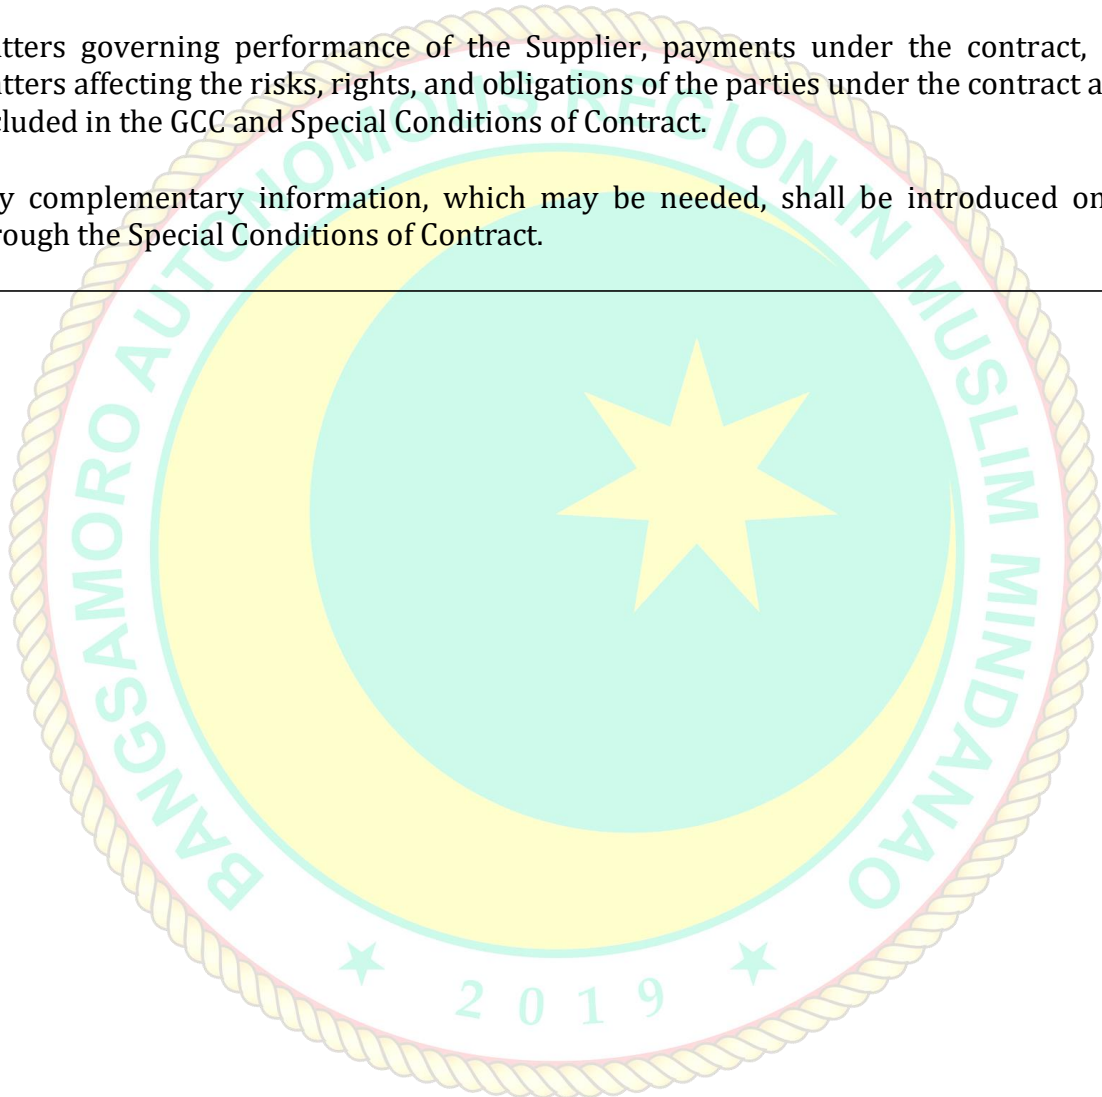 tters governing performance of the Supplier, payments under the contract,
tters affecting the risks, rights, and obligations of the parties under the contract a
cluded in the GCC and Special Conditions of Contract.
y complementary information, which may be needed, shall be introduced on
rough the Special Conditions of Contract.
BANGSAMORO AUTONOMOUS REGION IN MUSLIM MINDANAO
2019